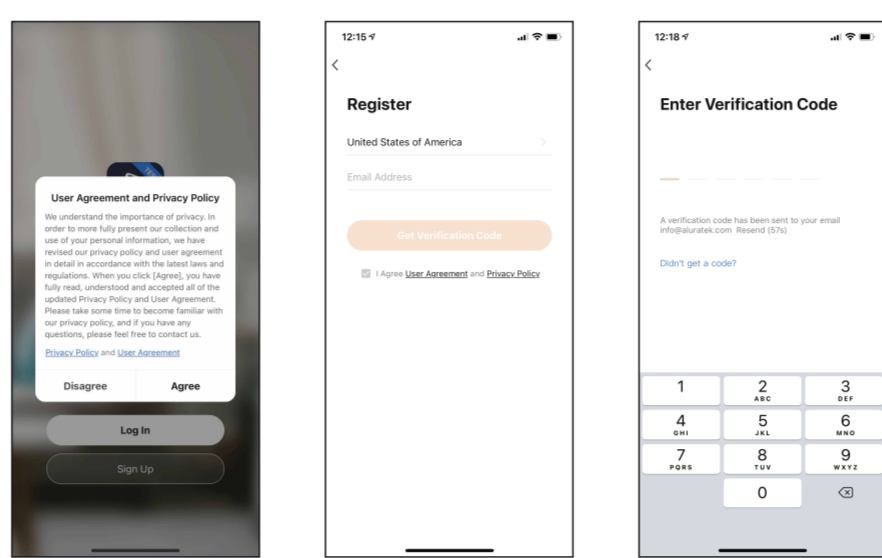 User Agreement and Privacy Policy
We understand the importance of privacy. In
order to more fully present our collection and
use of your personal information, we have
revised our privacy policy and user agreement
in detail in accordance with the latest laws and
regulations. When you click [Agree], you have
fully read, understood and accepted all of the
updated Privacy Policy and User Agreement.
Please take some time to become familiar with
our privacy policy, and if you have any
questions, please feel free to contact us.
Privacy Policy and User Agreement
Disagree Agree
Log In
Sign Up
12:15
Register
United States of America
Email Address
Get Verification Code
I Agree User Agreement and Privacy Policy
12:18
Enter Verification Code
A verification code has been sent to your email
info@aluratek.com Resend (57s)
Didn't get a code?
1 2 3
ABC DEF
4 5 6
GHI JKL MNO
7 8 9
PQRS TUV WXYZ
0